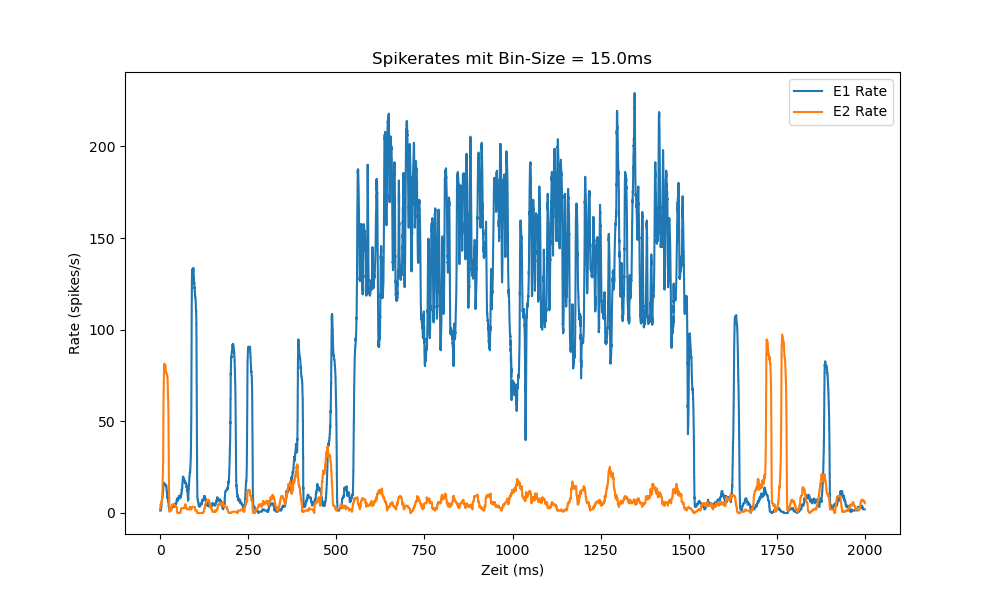 Spikerates mit Bin-Size = 15.0ms
E1 Rate
E2 Rate
Rate (spikes/s)
200
150
100
50
0
0 250 500 750 1000 1250 1500 1750 2000
Zeit (ms)